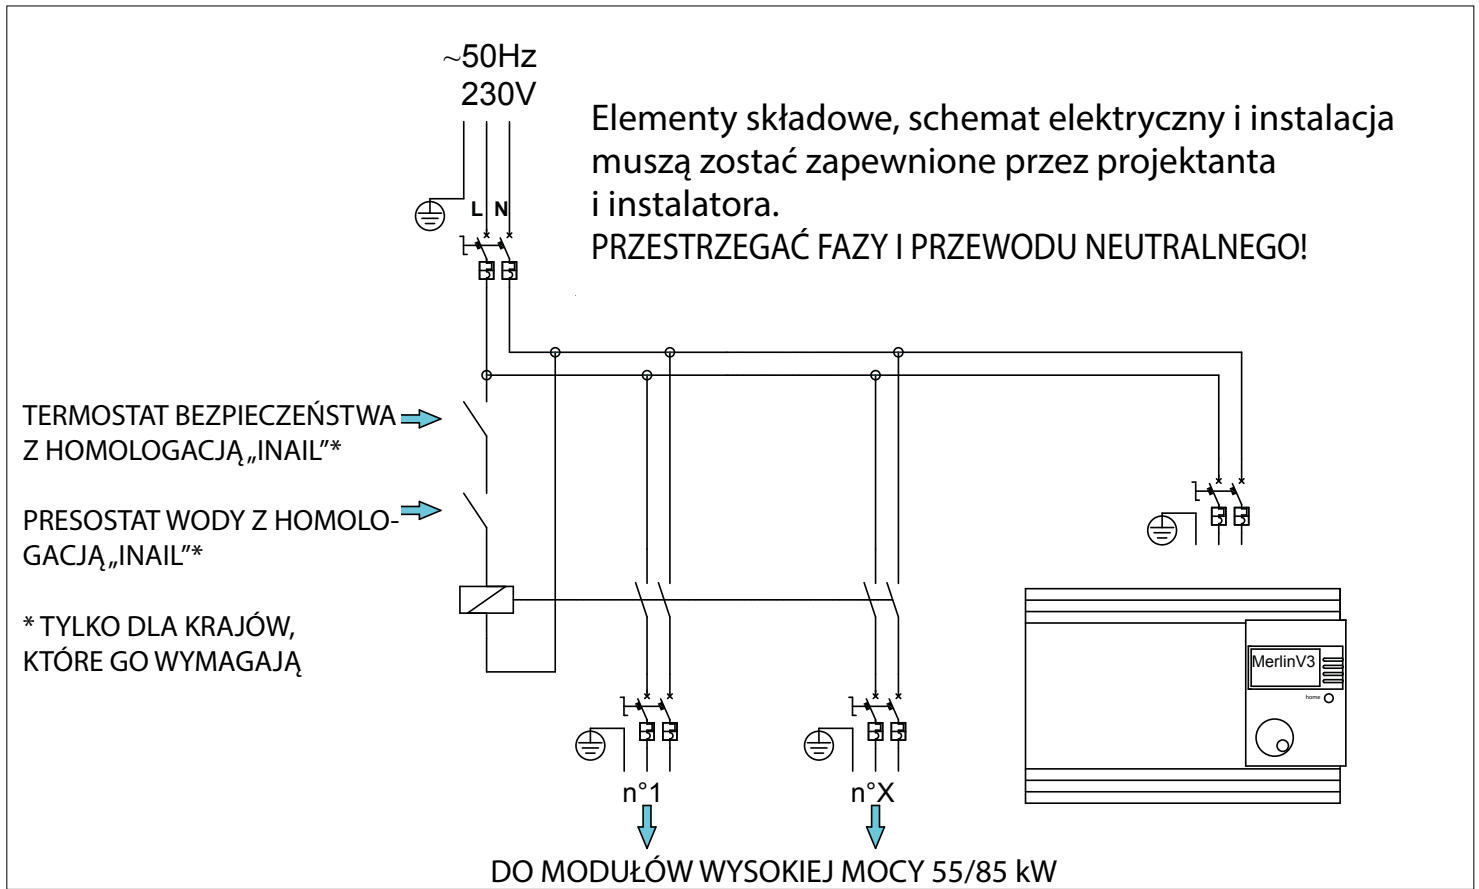 ~50Hz
230V
Elementy składowe, schemat elektryczny i instalacja
muszą zostać zapewnione przez projektanta
i instalatora.
PRZESTRZEGAĆ FAZY I PRZEWODU NEUTRALNEGO!
L N
TERMOSTAT BEZPIECZEŃSTWA
Z HOMOLOGACJĄ „INAIL”*
PRESOSTAT WODY Z HOMOLO-
GACJĄ „INAIL”*
* TYLKO DLA KRAJÓW,
KTÓRE GO WYMAGAJĄ
MerlinV3
home
n°1
n°X
DO MODUŁÓW WYSOKIEJ MOCY 55/85 kW